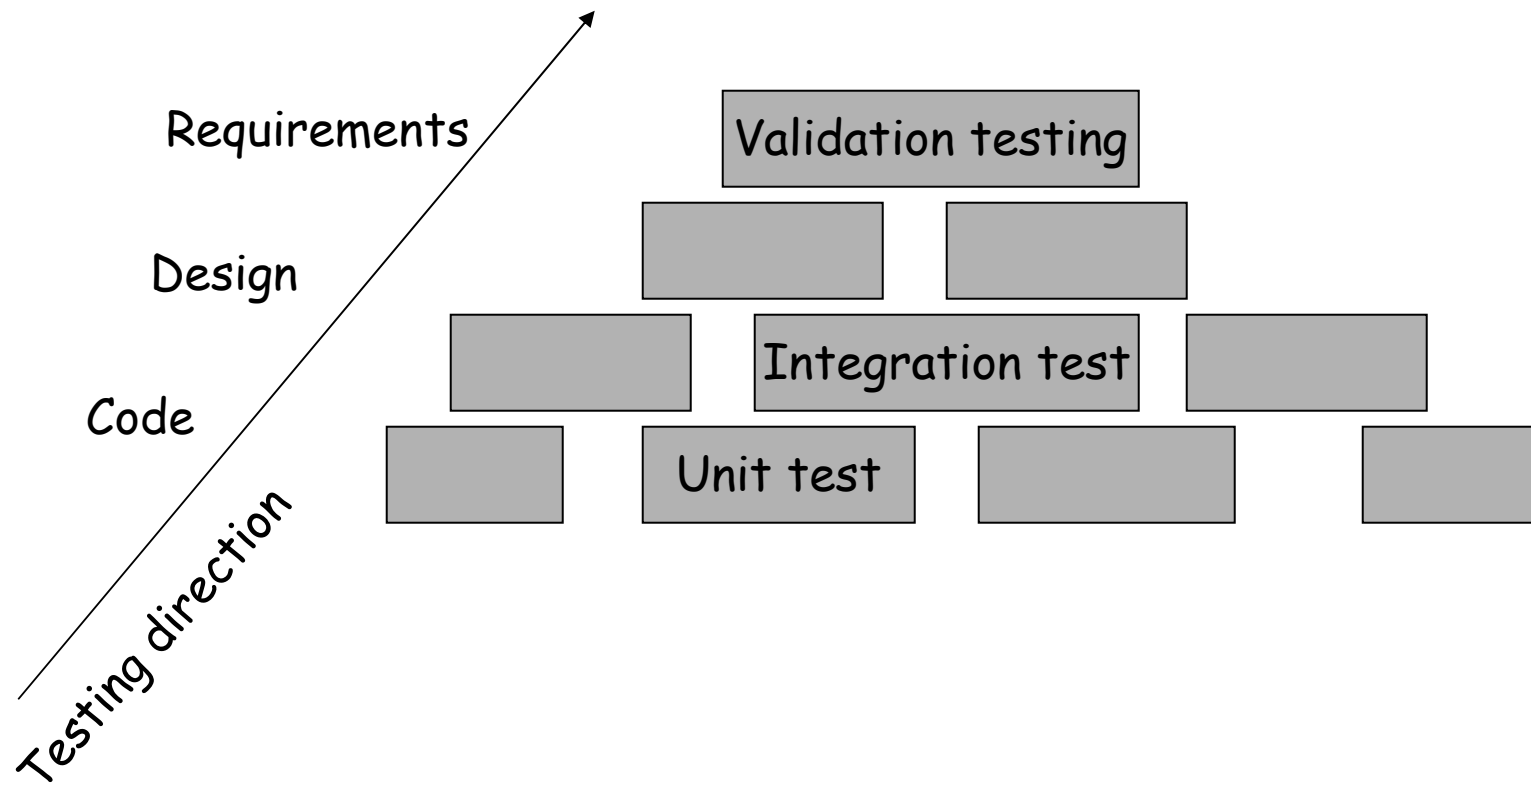 Requirements
Validation testing
Design
Integration test
Code
Unit test
Testing direction